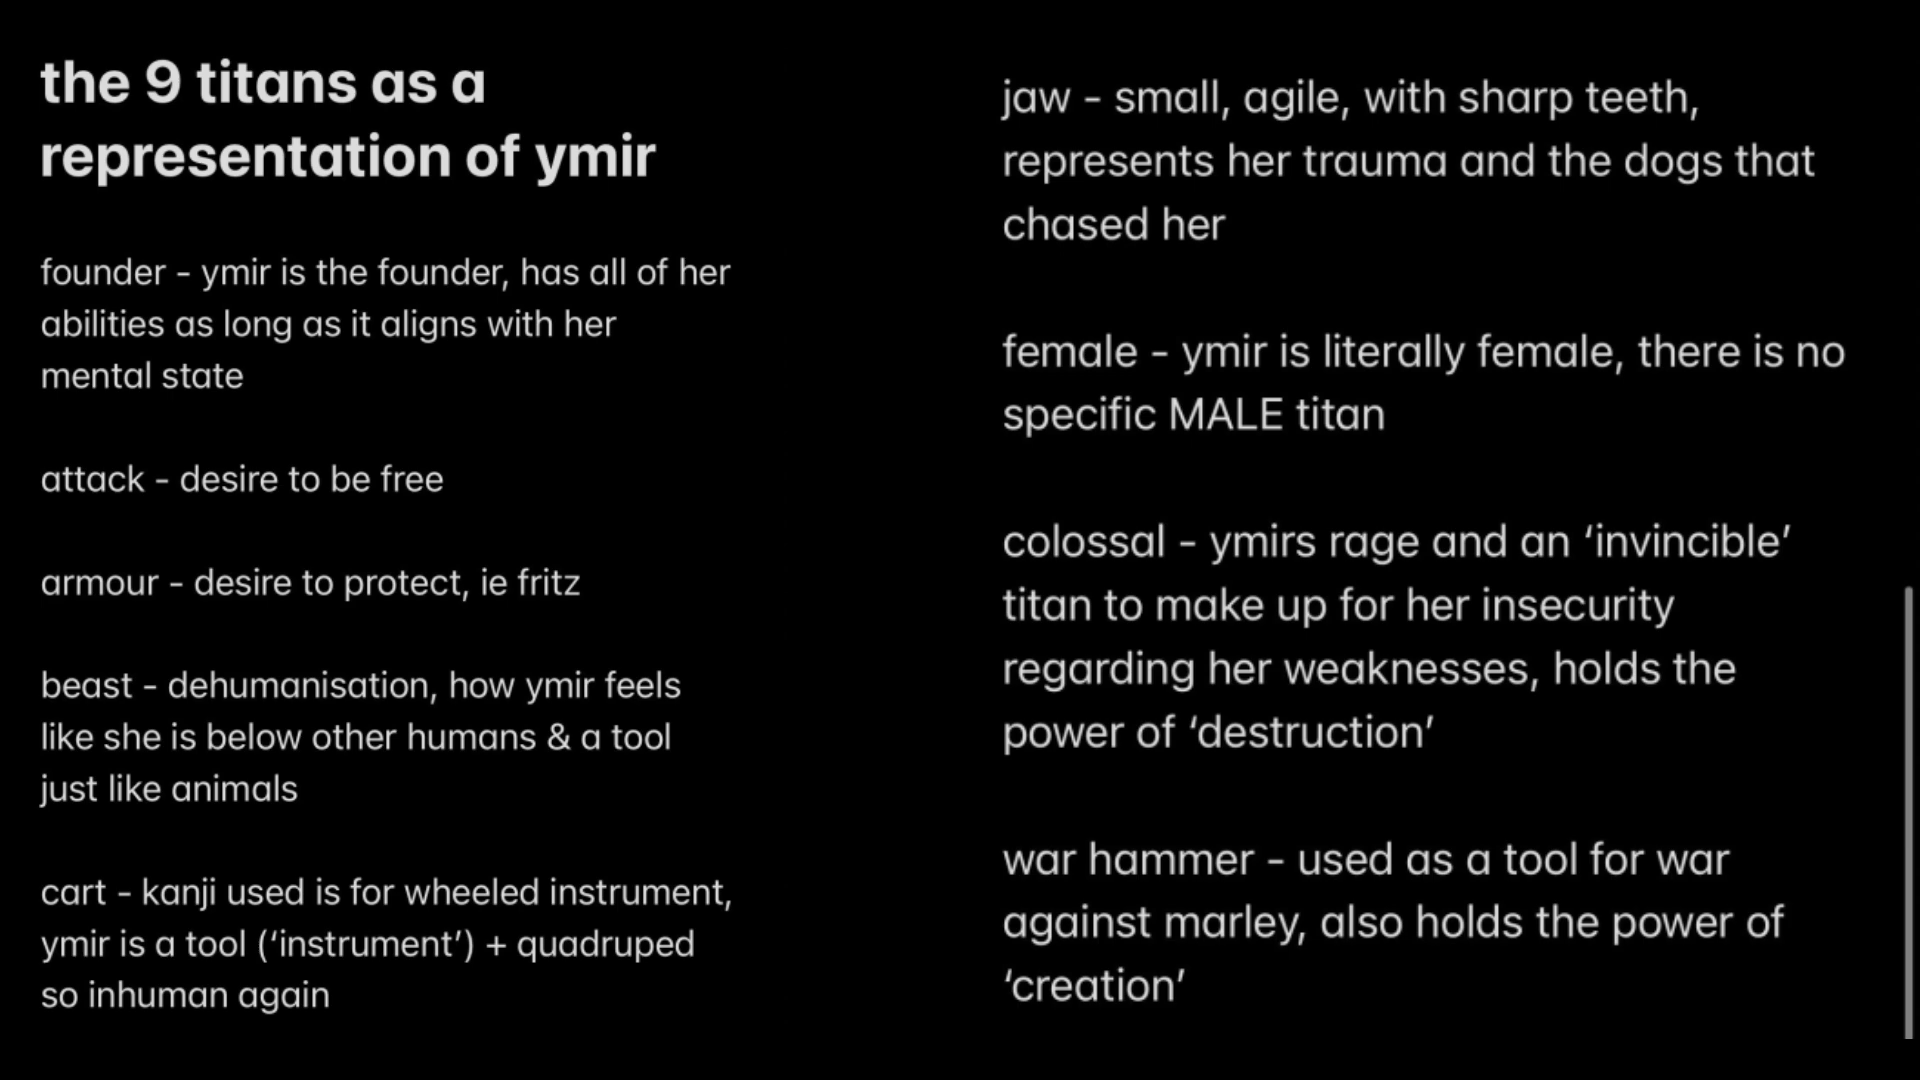 the 9 titans as a
representation of ymir
founder - ymir is the founder, has all of her
abilities as long as it aligns with her
mental state
attack - desire to be free
armour - desire to protect, ie fritz
beast - dehumanisation, how ymir feels
like she is below other humans & a tool
just like animals
cart - kanji used is for wheeled instrument,
ymir is a tool (‘instrument’) + quadruped
so inhuman again
jaw - small, agile, with sharp teeth,
represents her trauma and the dogs that
chased her
female - ymir is literally female, there is no
specific MALE titan
colossal - ymirs rage and an ‘invincible’
titan to make up for her insecurity
regarding her weaknesses, holds the
power of ‘destruction’
war hammer - used as a tool for war
against marley, also holds the power of
‘creation’